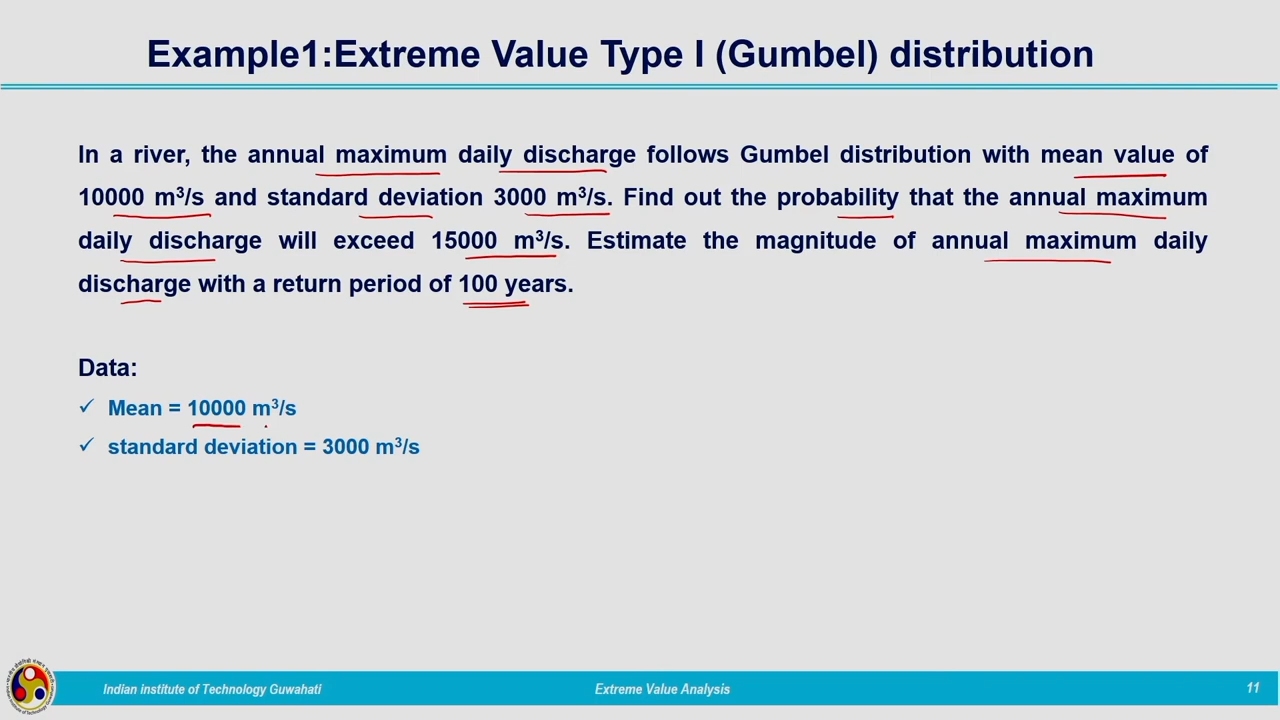 Example1:Extreme Value Type I (Gumbel) distribution
In a river, the annual maximum daily discharge follows Gumbel distribution with mean value of
10000 m³/s and standard deviation 3000 m³/s. Find out the probability that the annual maximum
daily discharge will exceed 15000 m³/s. Estimate the magnitude of annual maximum daily
discharge with a return period of 100 years.
Data:
✓ Mean = 10000 m³/s
✓ standard deviation = 3000 m³/s
Indian institute of Technology Guwahati Extreme Value Analysis 11